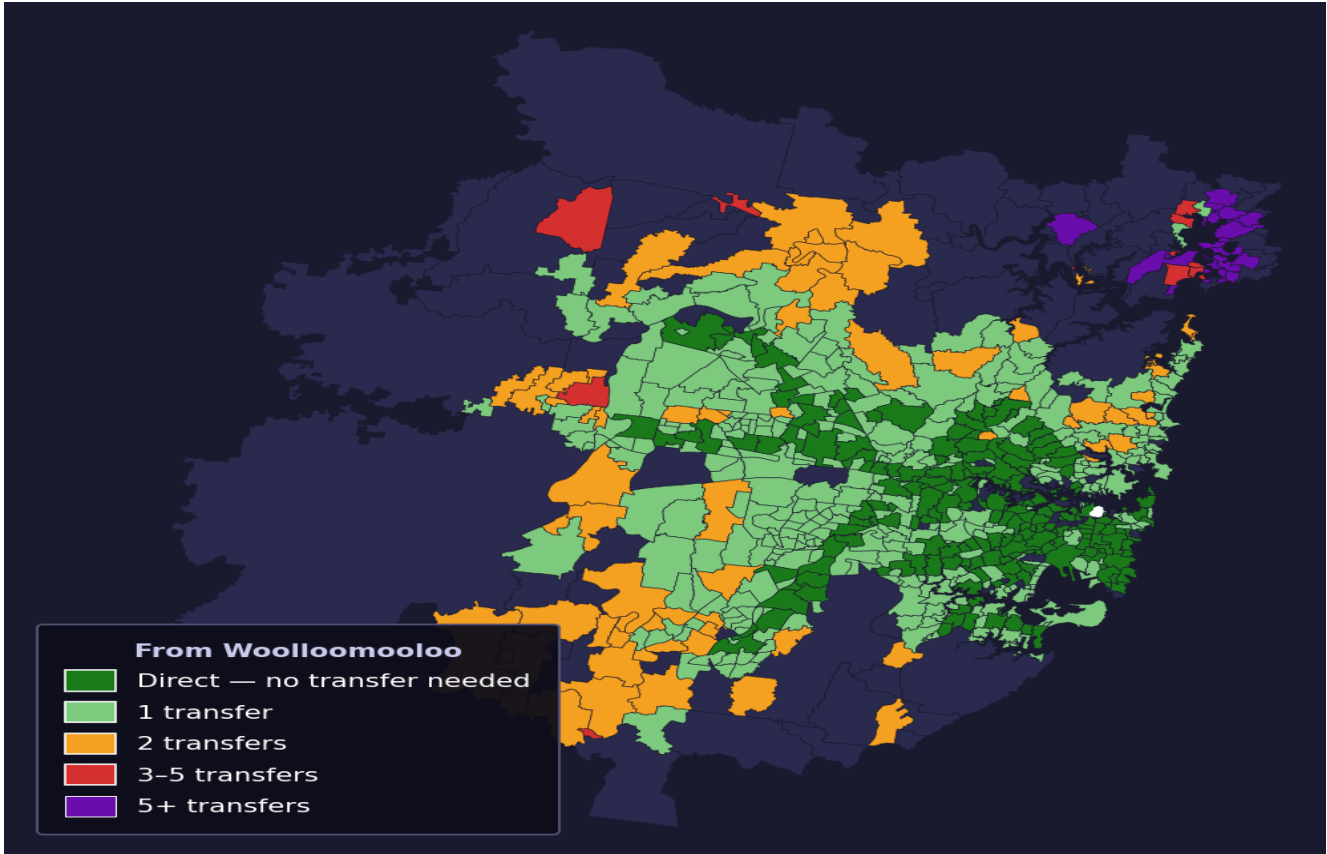 From Woolloomooloo
Direct — no transfer needed
1 transfer
2 transfers
3–5 transfers
5+ transfers